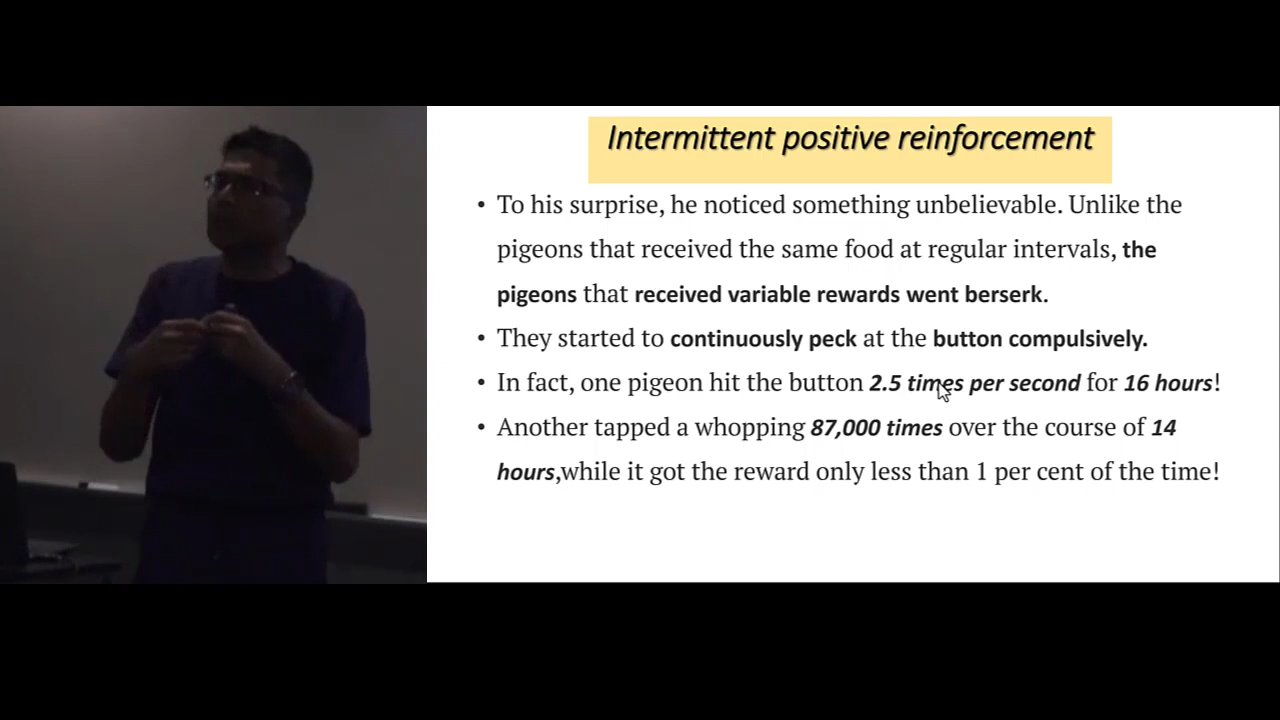 Intermittent positive reinforcement
• To his surprise, he noticed something unbelievable. Unlike the
pigeons that received the same food at regular intervals, the
pigeons that received variable rewards went berserk.
• They started to continuously peck at the button compulsively.
• In fact, one pigeon hit the button 2.5 times per second for 16 hours!
• Another tapped a whopping 87,000 times over the course of 14
hours,while it got the reward only less than 1 per cent of the time!